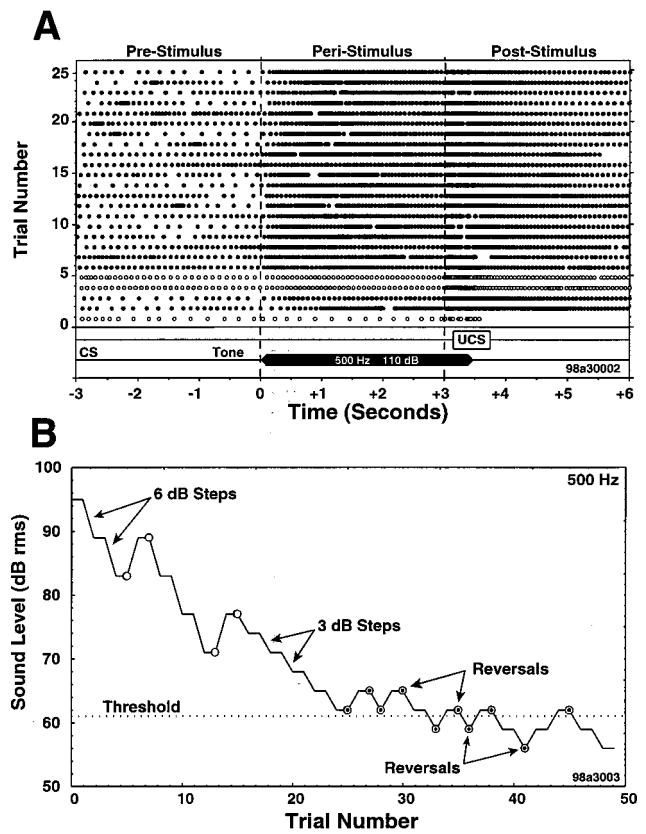 A
Pre-Stimulus Peri-Stimulus Post-Stimulus
25
20
15
10
5
0
Trial Number
UCS
CS Tone
500 Hz 110 dB
98a30002
-3 -2 -1 0 +1 +2 +3 +4 +5 +6
Time (Seconds)
B
100
90
80
70
60
50
Sound Level (dB rms)
500 Hz
6 dB Steps
3 dB Steps
Reversals
Threshold
Reversals
98a3003
0 10 20 30 40 50
Trial Number